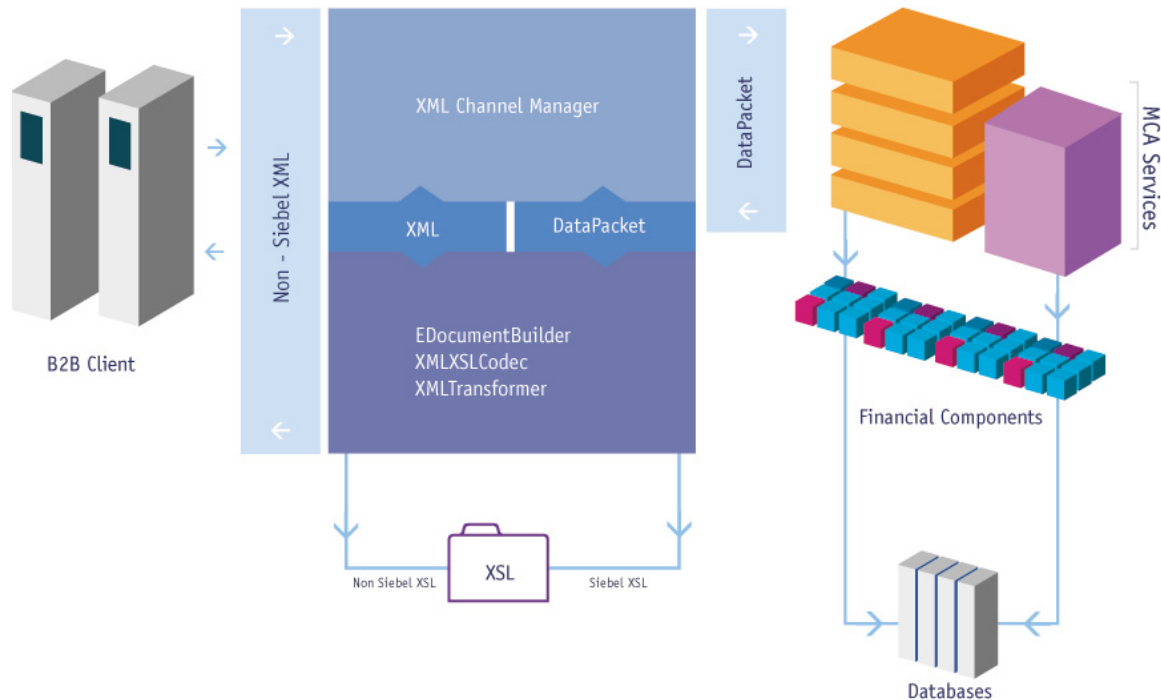 B2B Client
Non - Siebel XML
XML Channel Manager
XML
DataPacket
EDocumentBuilder
XMLXSLCodec
XMLTransformer
Non Siebel XSL
XSL
Siebel XSL
DataPacket
MCA Services
Financial Components
Databases